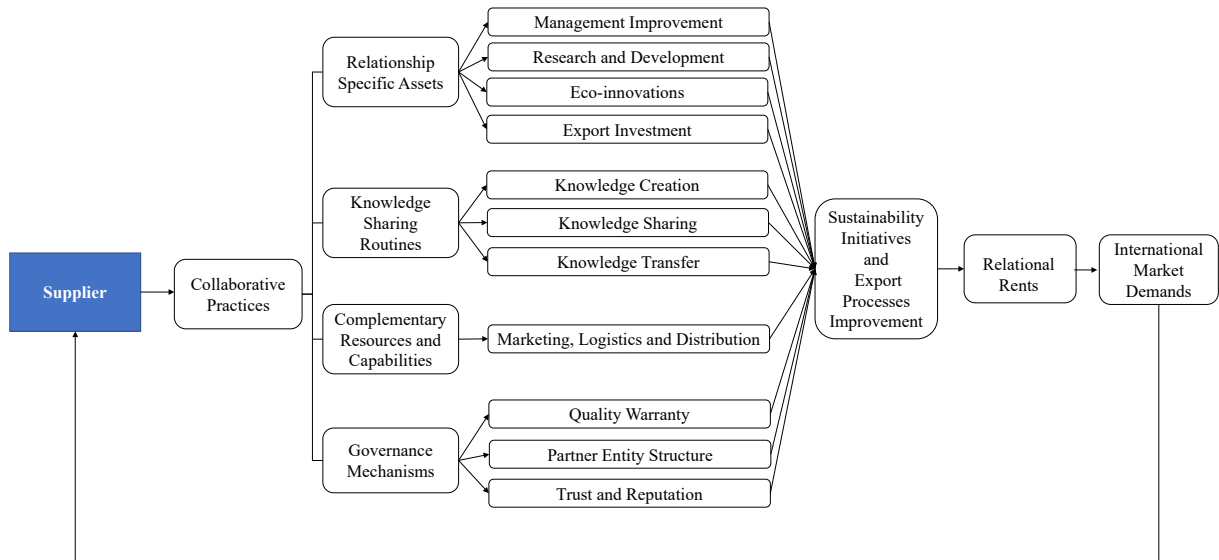 Supplier
Collaborative
Practices
Relationship
Specific Assets
Management Improvement
Research and Development
Eco-innovations
Export Investment
Knowledge
Sharing
Routines
Knowledge Creation
Knowledge Sharing
Knowledge Transfer
Complementary
Resources and
Capabilities
Marketing, Logistics and Distribution
Governance
Mechanisms
Quality Warranty
Partner Entity Structure
Trust and Reputation
Sustainability
Initiatives
and
Export
Processes
Improvement
Relational
Rents
International
Market
Demands